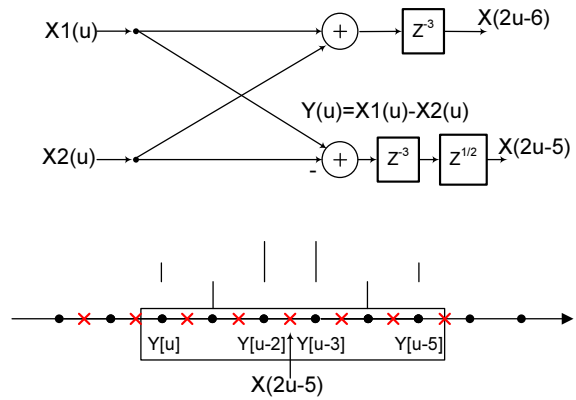 X1(u)
+
Z-3
X(2u-6)
Y(u)=X1(u)-X2(u)
X2(u)
-
+
Z-3
Z1/2
X(2u-5)
Y[u]
Y[u-2]
Y[u-3]
Y[u-5]
X(2u-5)